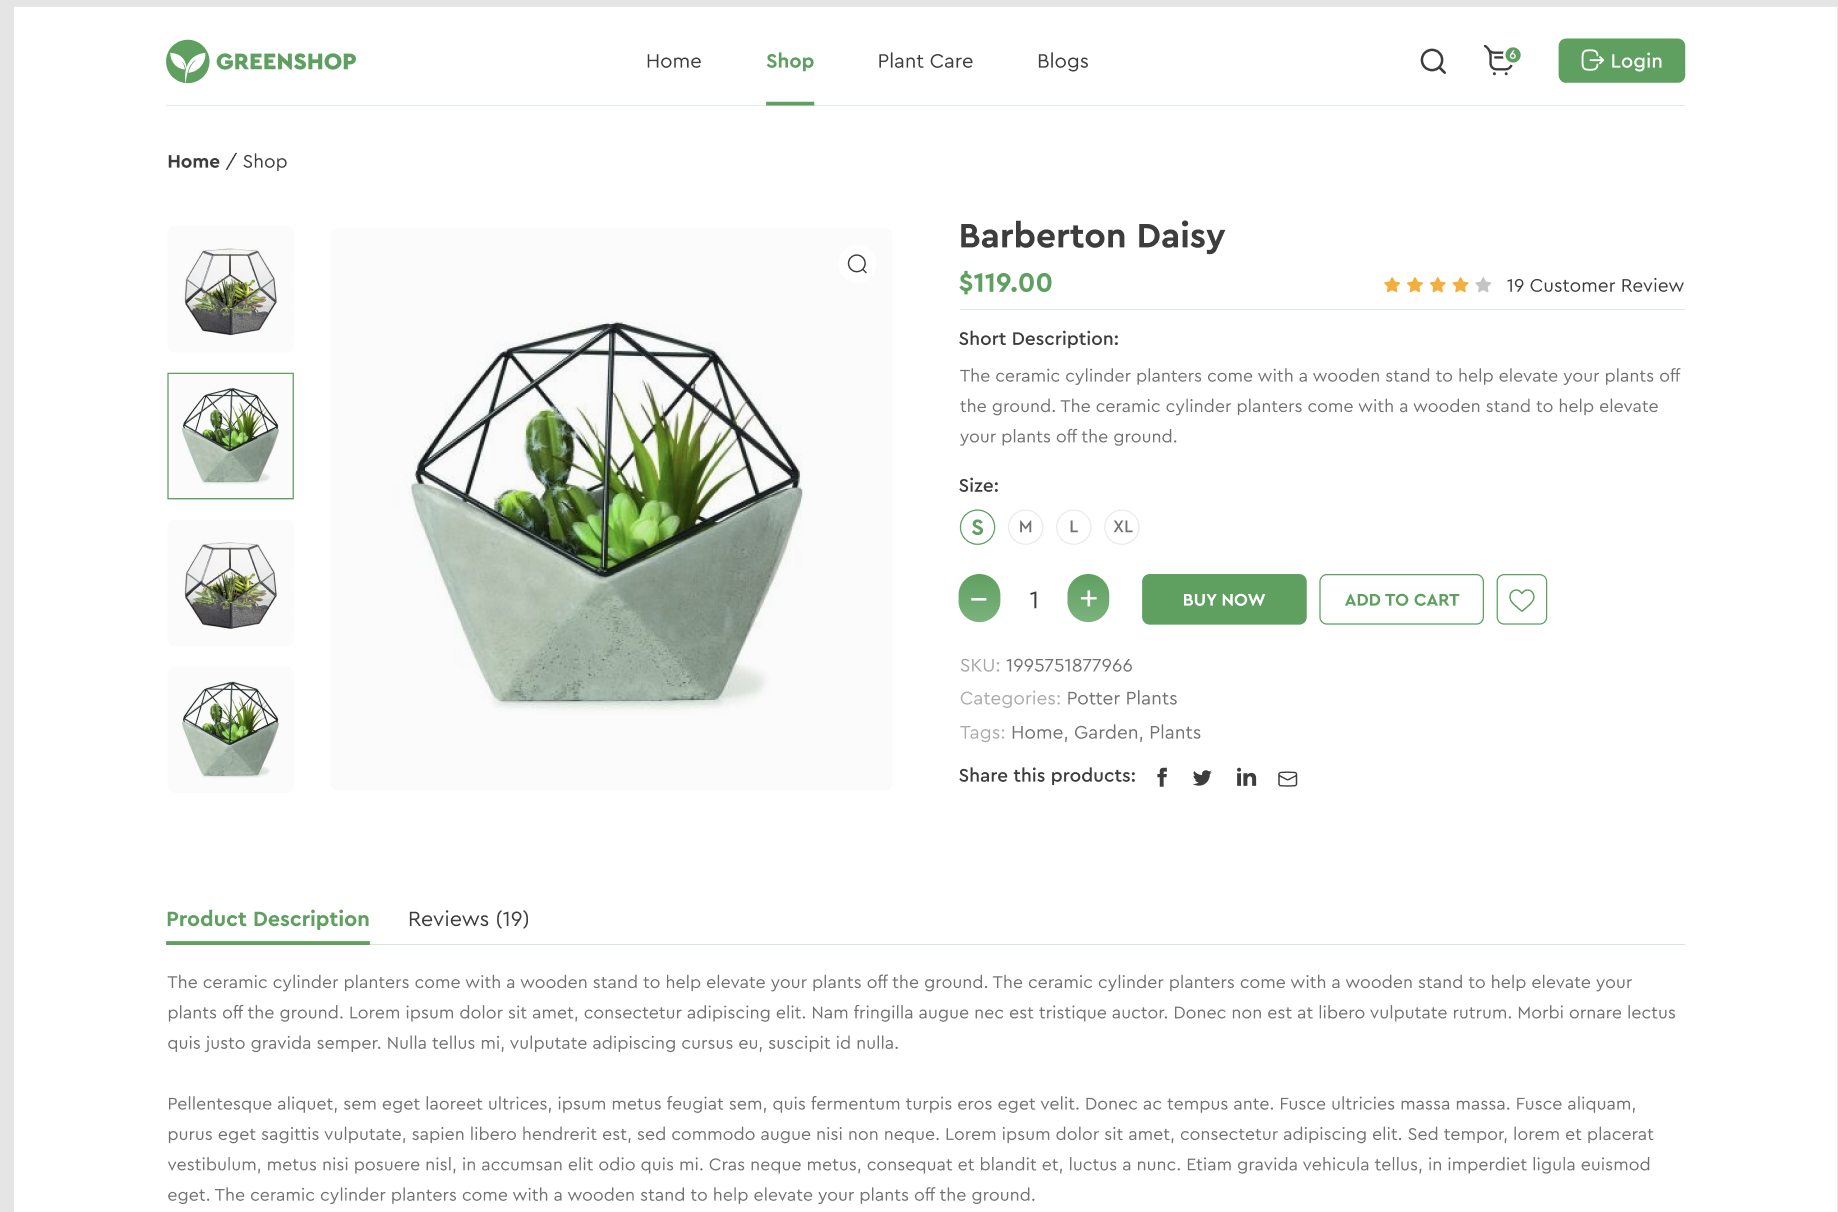 GREENSHOP
Home
Shop
Plant Care
Blogs
6
Login
Home / Shop
Barberton Daisy
$119.00
19 Customer Review
Short Description:
The ceramic cylinder planters come with a wooden stand to help elevate your plants off
the ground. The ceramic cylinder planters come with a wooden stand to help elevate
your plants off the ground.
Size:
S M L XL
− 1 +
BUY NOW
ADD TO CART
SKU: 1995751877966
Categories: Potter Plants
Tags: Home, Garden, Plants
Share this products:
Product Description
Reviews (19)
The ceramic cylinder planters come with a wooden stand to help elevate your plants off the ground. The ceramic cylinder planters come with a wooden stand to help elevate your
plants off the ground. Lorem ipsum dolor sit amet, consectetur adipiscing elit. Nam fringilla augue nec est tristique auctor. Donec non est at libero vulputate rutrum. Morbi ornare lectus
quis justo gravida semper. Nulla tellus mi, vulputate adipiscing cursus eu, suscipit id nulla.
Pellentesque aliquet, sem eget laoreet ultrices, ipsum metus feugiat sem, quis fermentum turpis eros eget velit. Donec ac tempus ante. Fusce ultricies massa massa. Fusce aliquam,
purus eget sagittis vulputate, sapien libero hendrerit est, sed commodo augue nisi non neque. Lorem ipsum dolor sit amet, consectetur adipiscing elit. Sed tempor, lorem et placerat
vestibulum, metus nisi posuere nisl, in accumsan elit odio quis mi. Cras neque metus, consequat et blandit et, luctus a nunc. Etiam gravida vehicula tellus, in imperdiet ligula euismod
eget. The ceramic cylinder planters come with a wooden stand to help elevate your plants off the ground.